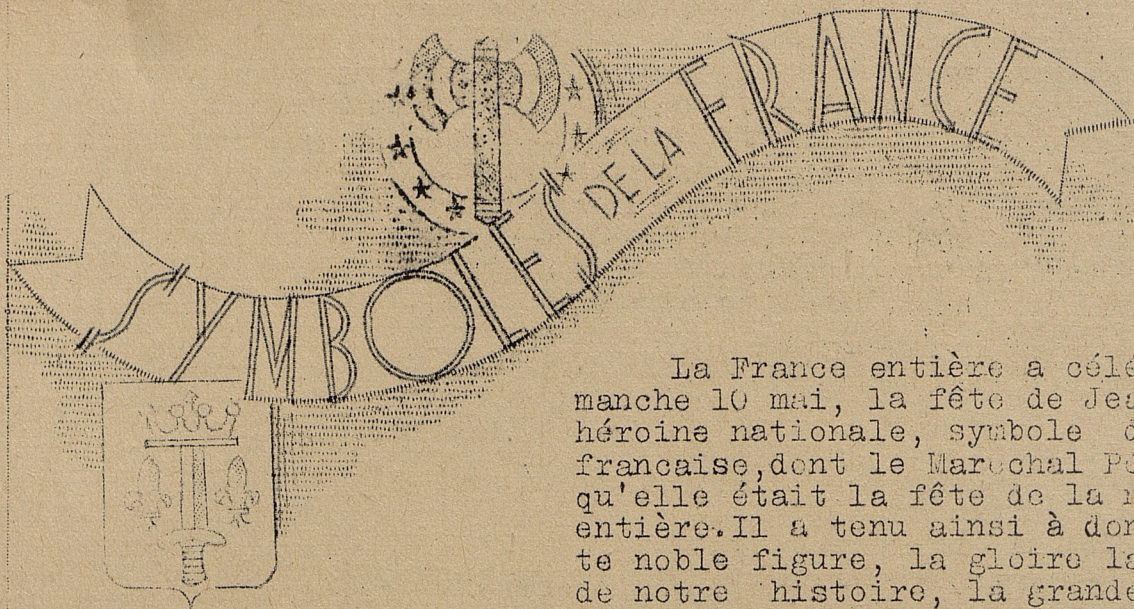 SYMBOLES DE LA FRANCE
La France entière a célé
manche 10 mai, la fête de Jea
héroine nationale, symbole
francaise,dont le Marechal Pé
qu'elle était la fête de la
entière.Il a tenu ainsi à don
te noble figure, la gloire la
de notre histoire, la grande